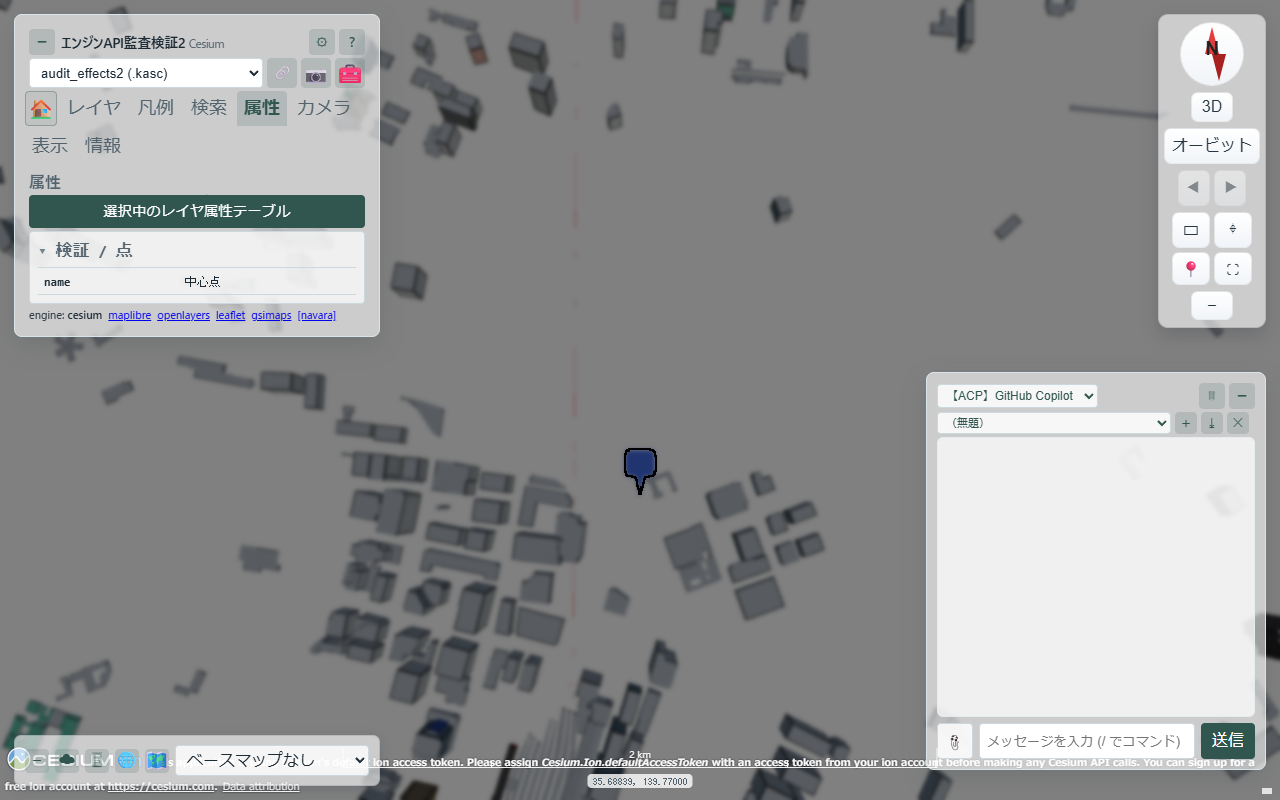 − エンジンAPI監査検証2 Cesium ?
audit_effects2 (.kasc)
レイヤ 凡例 検索 属性 カメラ
表示 情報
属性
選択中のレイヤ属性テーブル
▾ 検証 / 点
name 中心点
engine: cesium maplibre openlayers leaflet gsimaps [navara]
N
3D
オービット
◀ ▶
−
【ACP】GitHub Copilot −
（無題） + ↓ ×
メッセージを入力 (/ でコマンド) 送信
ベースマップなし
2 km
CESIUM
ion access token. Please assign Cesium.Ion.defaultAccessToken with an access token from your ion account before making any Cesium API calls. You can sign up for a
free ion account at https://cesium.com. Data attribution
35.68839, 139.77000